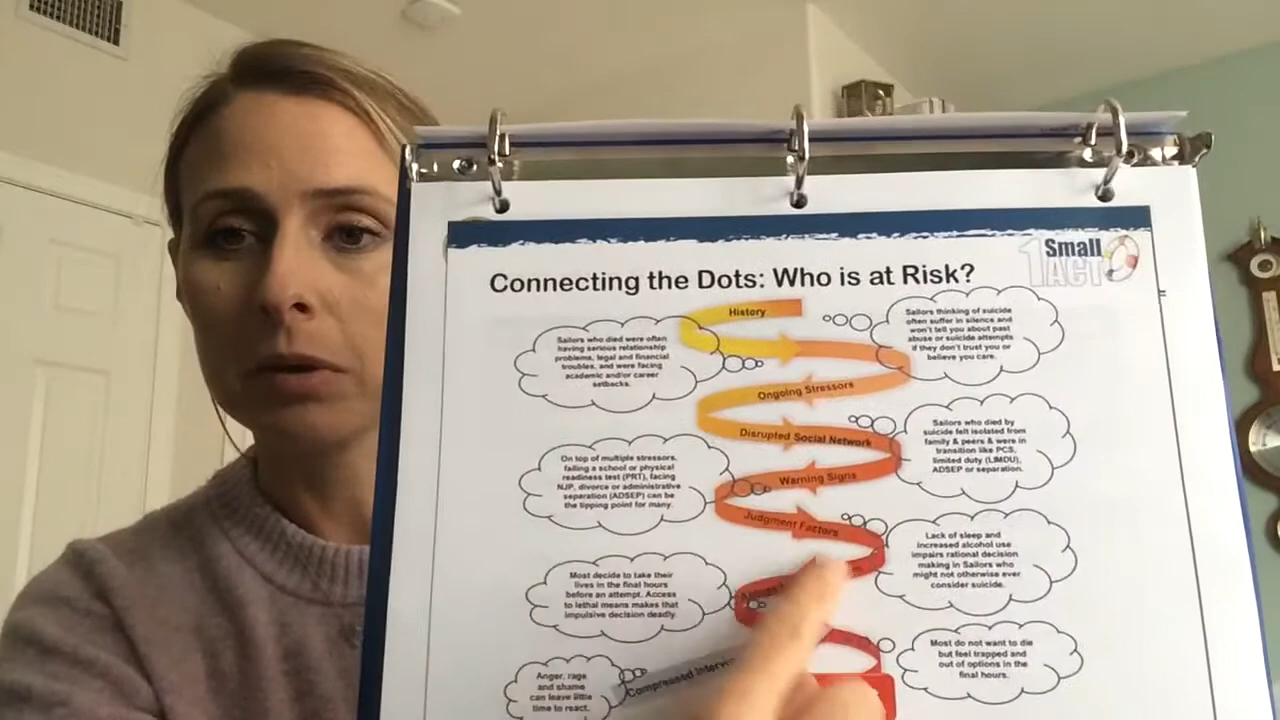 1 Small
ACT
Connecting the Dots: Who is at Risk?
History
Sailors thinking of suicide
often suffer in silence and
won't tell you about past
abuse or suicide attempts
if they don't trust you or
believe you care.
Sailors who died were often
having serious relationship
problems, legal and financial
troubles, and were facing
academic and/or career
setbacks.
Ongoing Stressors
Disrupted Social Network
Sailors who died by
suicide felt isolated from
family & peers & were in
transition like PCS,
limited duty (LIMDU),
ADSEP or separation.
On top of multiple stressors,
failing a school or physical
readiness test (PRT), facing
NJP, divorce or administrative
separation (ADSEP) can be
the tipping point for many.
Warning Signs
Judgment Factors
Lack of sleep and
increased alcohol use
impairs rational decision
making in Sailors who
might not otherwise ever
consider suicide.
Most decide to take their
lives in the final hours
before an attempt. Access
to lethal means makes that
impulsive decision deadly.
Most do not want to die
but feel trapped and
out of options in the
final hours.
Compressed
Anger, rage
and shame
can leave little
time to react.